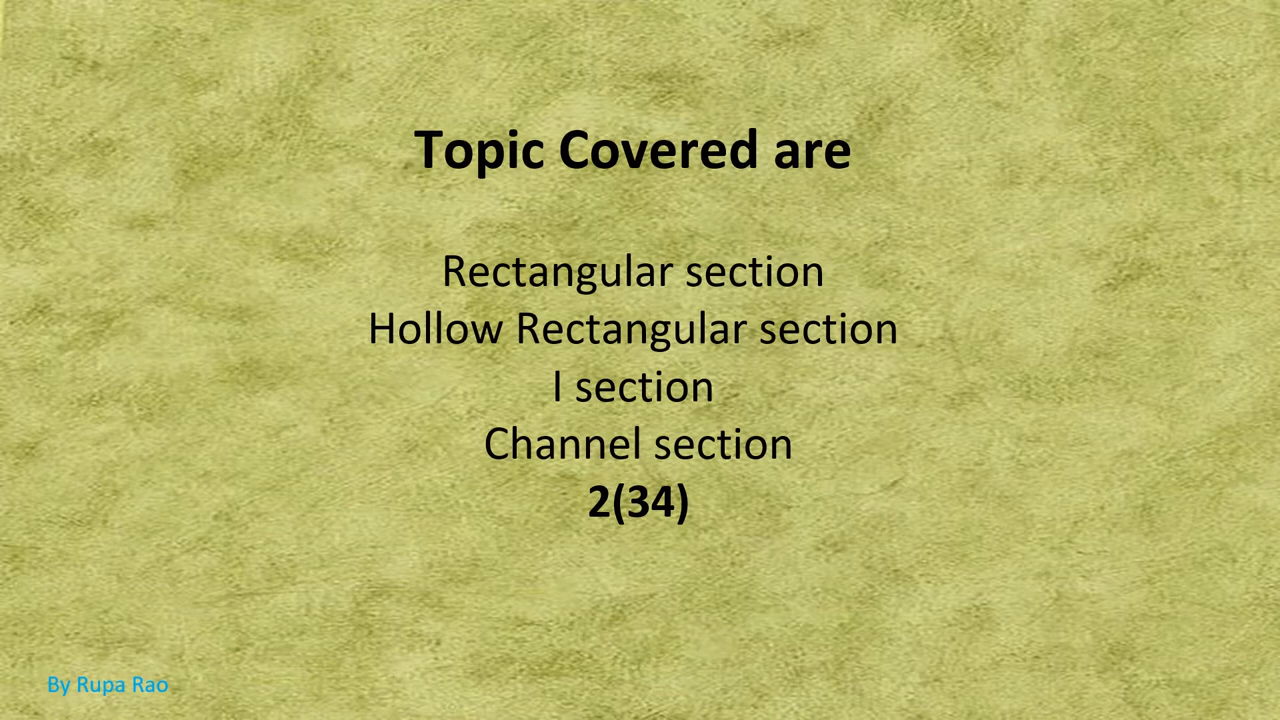 Topic Covered are
Rectangular section
Hollow Rectangular section
I section
Channel section
2(34)
By Rupa Rao